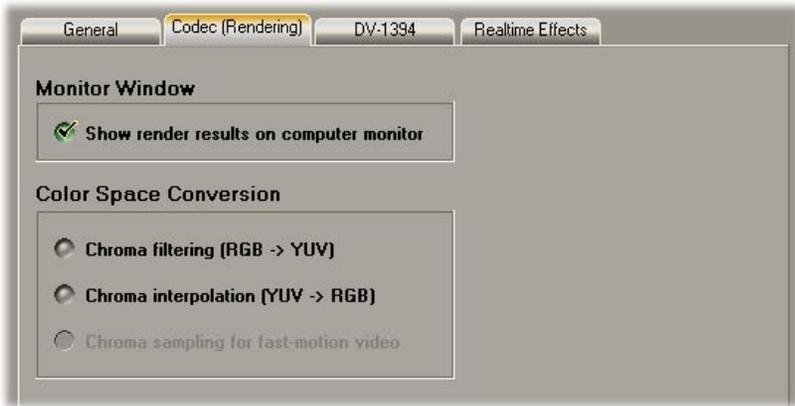 General Codec (Rendering) DV-1394 Realtime Effects
Monitor Window
Show render results on computer monitor
Color Space Conversion
Chroma filtering (RGB -> YUV)
Chroma interpolation (YUV -> RGB)
Chroma sampling for fast-motion video